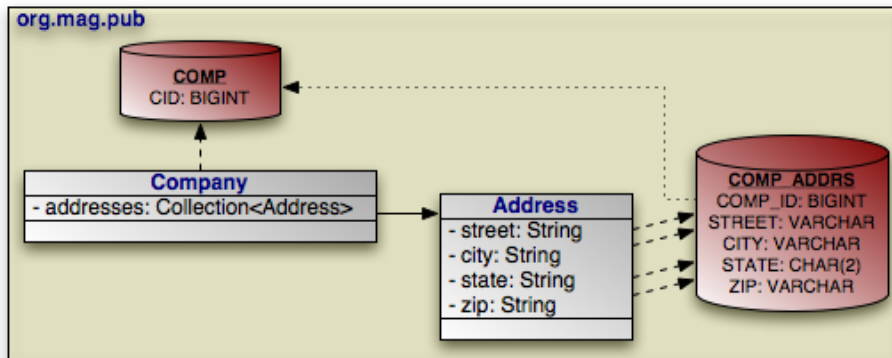 org.mag.pub
COMP
CID: BIGINT
Company
- addresses: Collection<Address>
Address
- street: String
- city: String
- state: String
- zip: String
COMP_ADDRS
COMP_ID: BIGINT
STREET: VARCHAR
CITY: VARCHAR
STATE: CHAR(2)
ZIP: VARCHAR